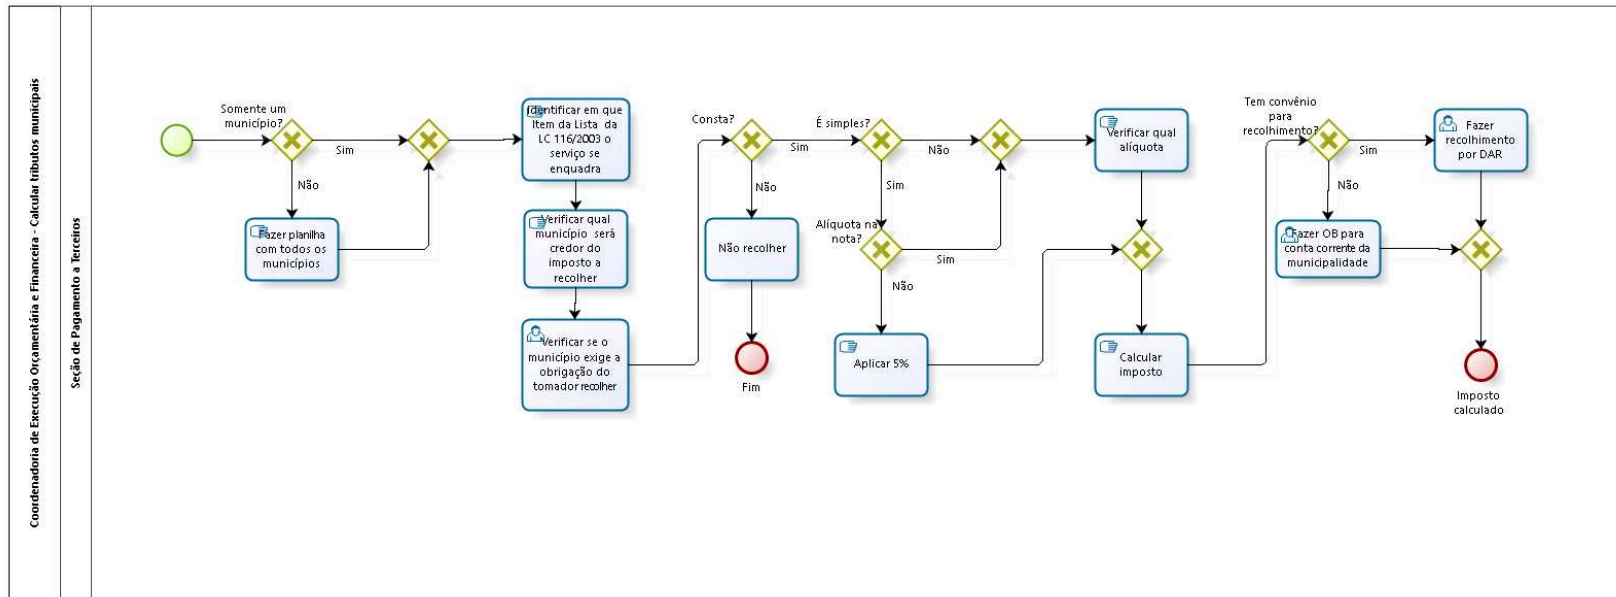 Coordenadoria de Execução Orçamentária e Financeira - Calcular tributos municipais
Seção de Pagamento a Terceiros
Somente um
município?
Sim
Não
Fazer planilha
com todos os
municípios
Identificar em que
Item da Lista da
LC 116/2003 o
serviço se
enquadra
Verificar qual
município será
credor do
imposto a
recolher
Verificar se o
município exige a
obrigação do
tomador recolher
Consta?
Sim
Não
Não recolher
Fim
É simples?
Não
Sim
Alíquota na
nota?
Sim
Não
Aplicar 5%
Verificar qual
alíquota
Calcular
imposto
Tem convênio
para
recolhimento?
Sim
Não
Fazer
recolhimento
por DAR
Fazer OB para
conta corrente da
municipalidade
Imposto
calculado